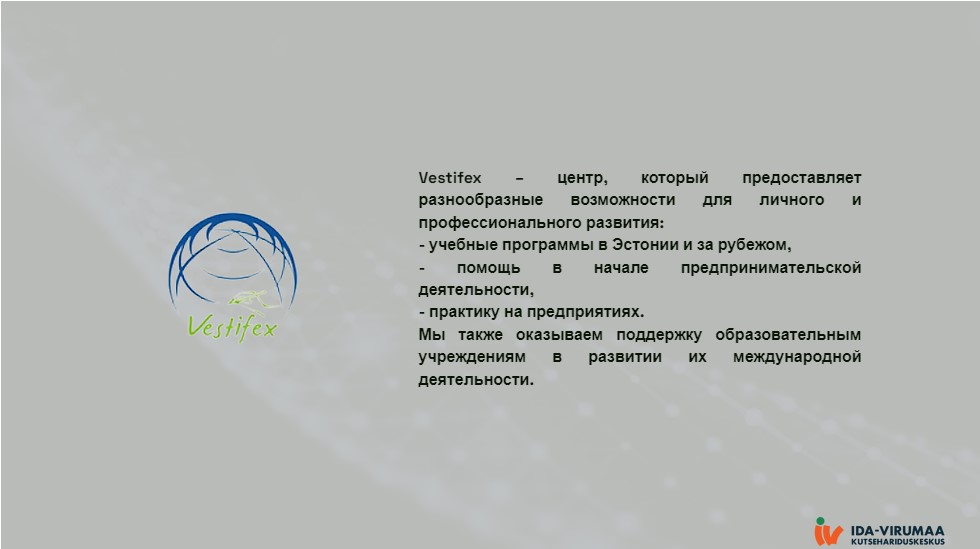 Vestifex – центр, который предоставляет
разнообразные возможности для личного и
профессионального развития:
- учебные программы в Эстонии и за рубежом,
- помощь в начале предпринимательской
деятельности,
- практику на предприятиях.
Мы также оказываем поддержку образовательным
учреждениям в развитии их международной
деятельности.
Vestifex
IDA-VIRUMAA
KUTSEHARIDUSKESKUS